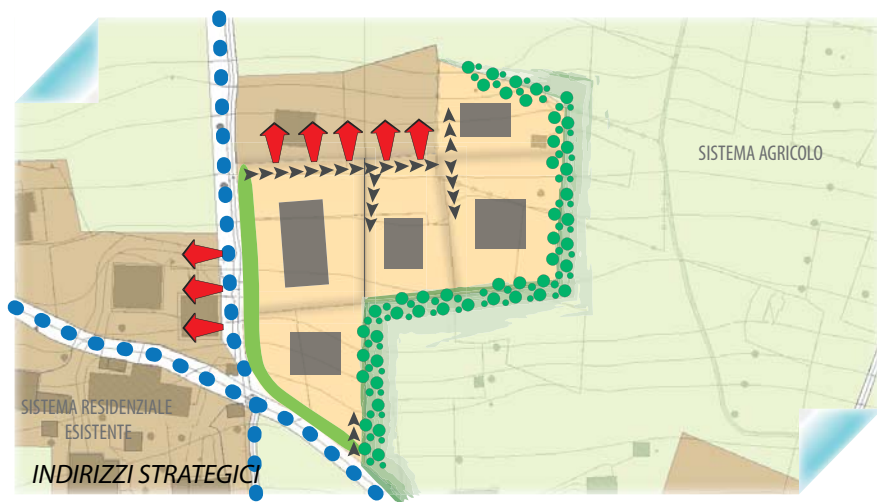 SISTEMA AGRICOLO
SISTEMA RESIDENZIALE
ESISTENTE
INDIRIZZI STRATEGICI